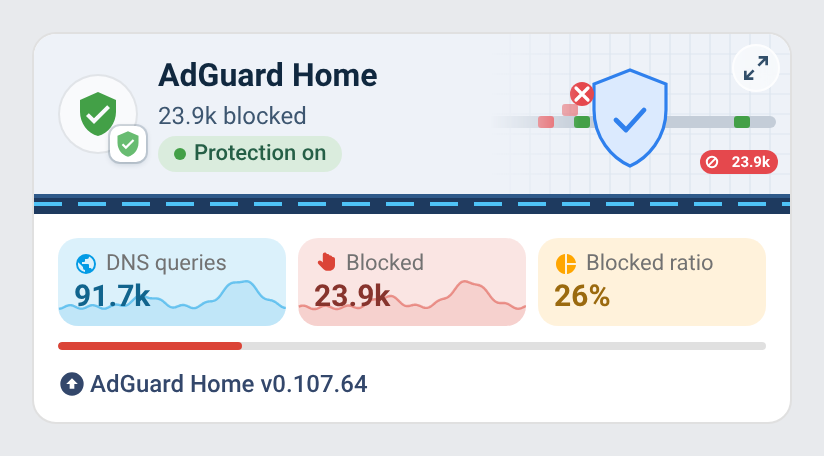 AdGuard Home
23.9k blocked
Protection on
23.9k
DNS queries
91.7k
Blocked
23.9k
Blocked ratio
26%
AdGuard Home v0.107.64